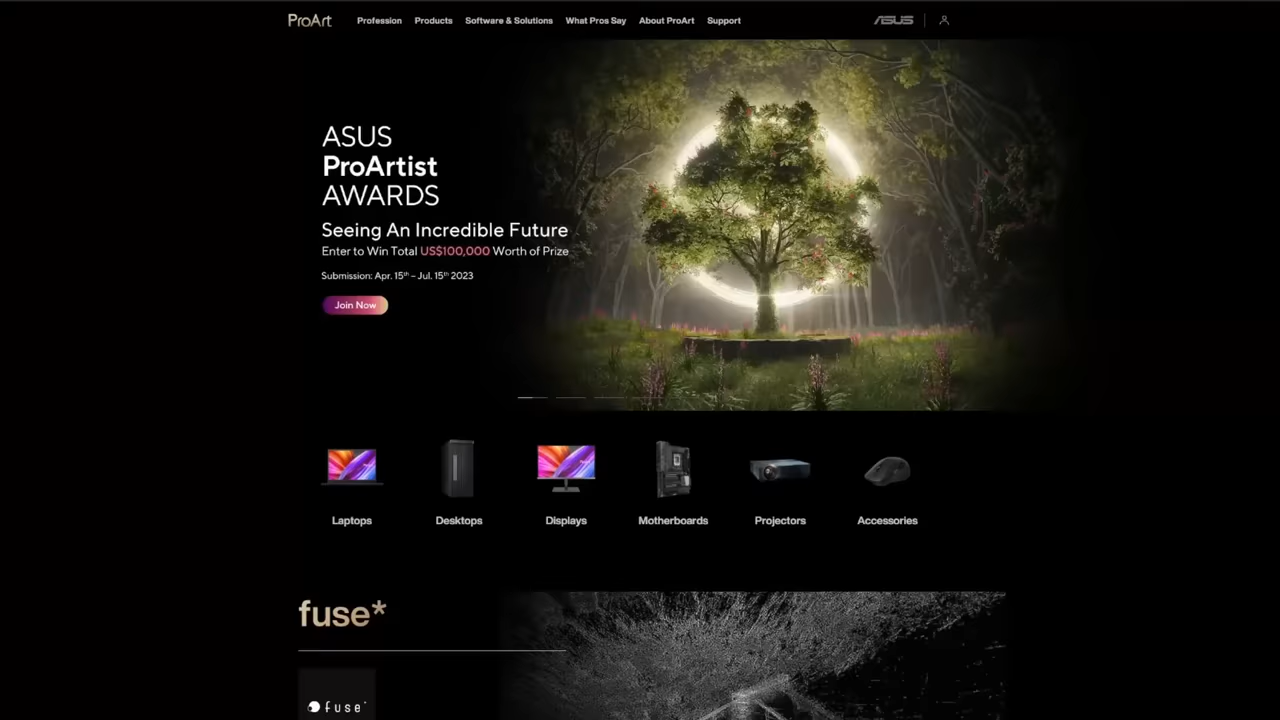 ProArt
Profession Products Software & Solutions What Pros Say About ProArt Support
ASUS
ASUS
ProArtist
AWARDS
Seeing An Incredible Future
Enter to Win Total US$100,000 Worth of Prize
Submission: Apr. 15th – Jul. 15th 2023
Join Now
Laptops Desktops Displays Motherboards Projectors Accessories
fuse*
fuse*